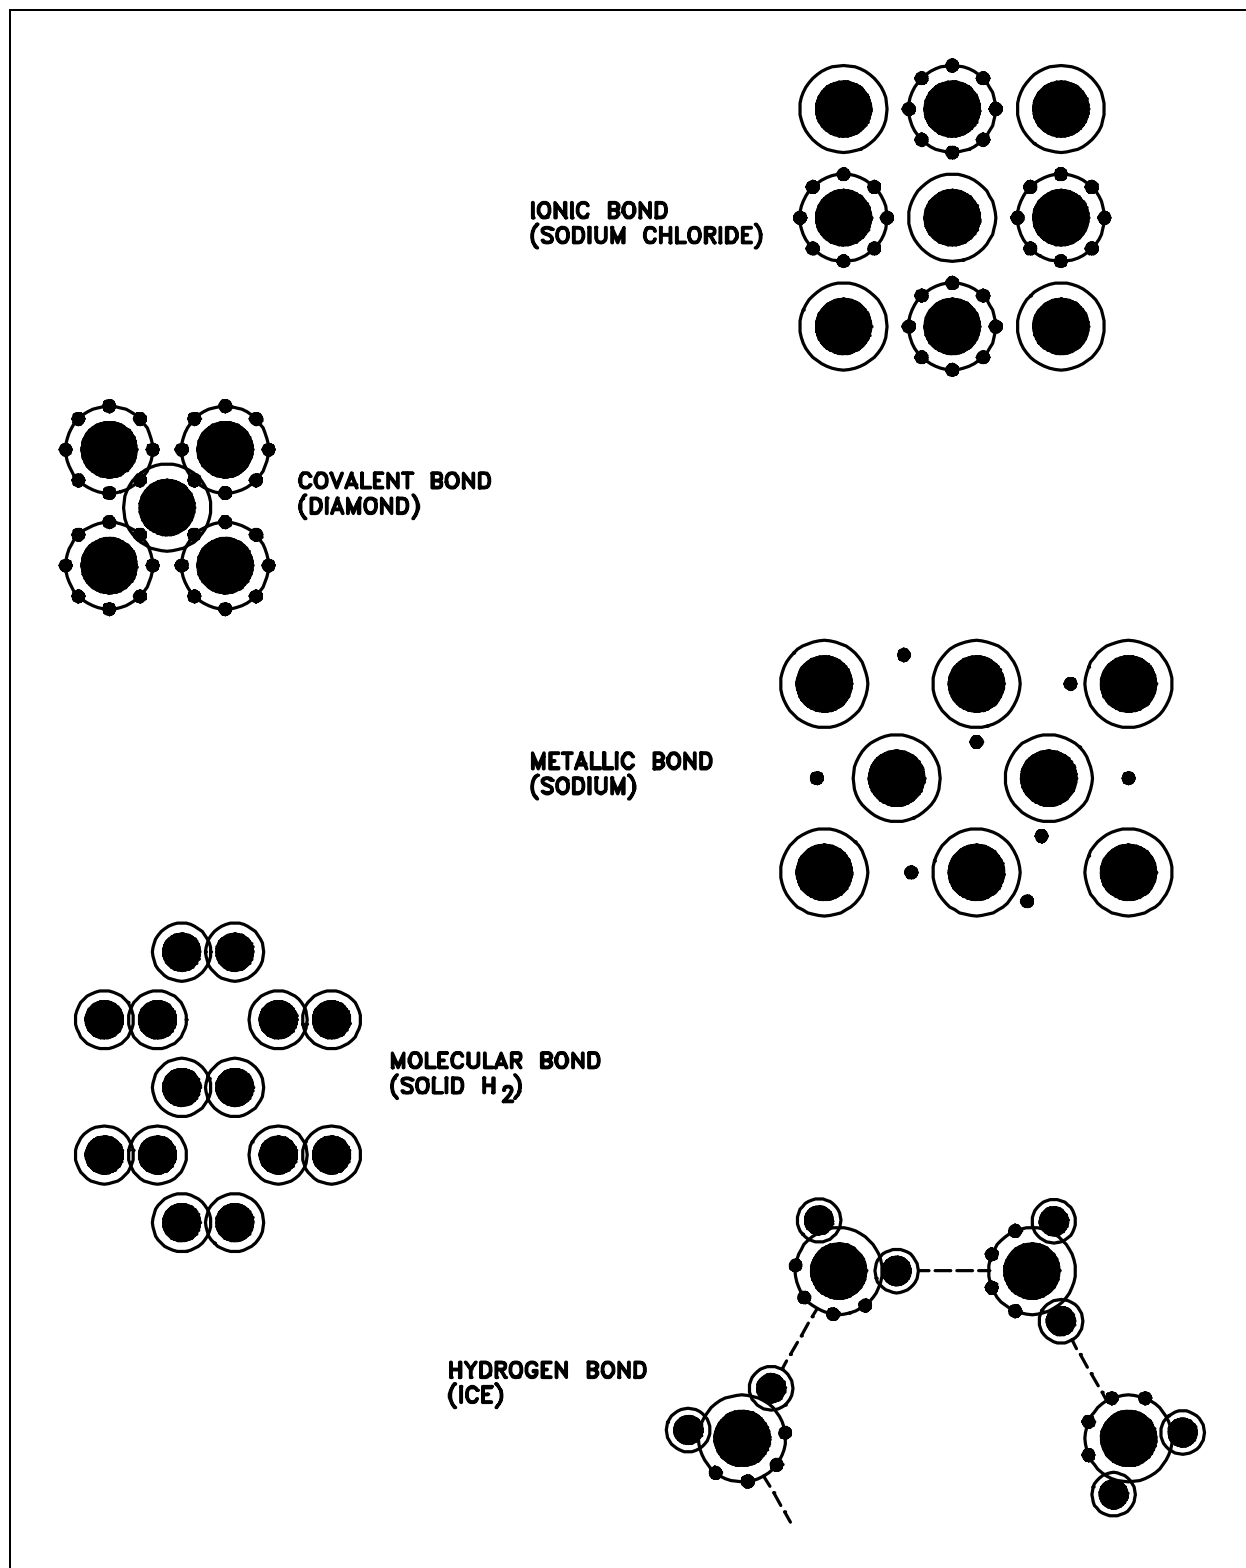 IONIC BOND
(SODIUM CHLORIDE)
COVALENT BOND
(DIAMOND)
METALLIC BOND
(SODIUM)
MOLECULAR BOND
(SOLID H2)
HYDROGEN BOND
(ICE)